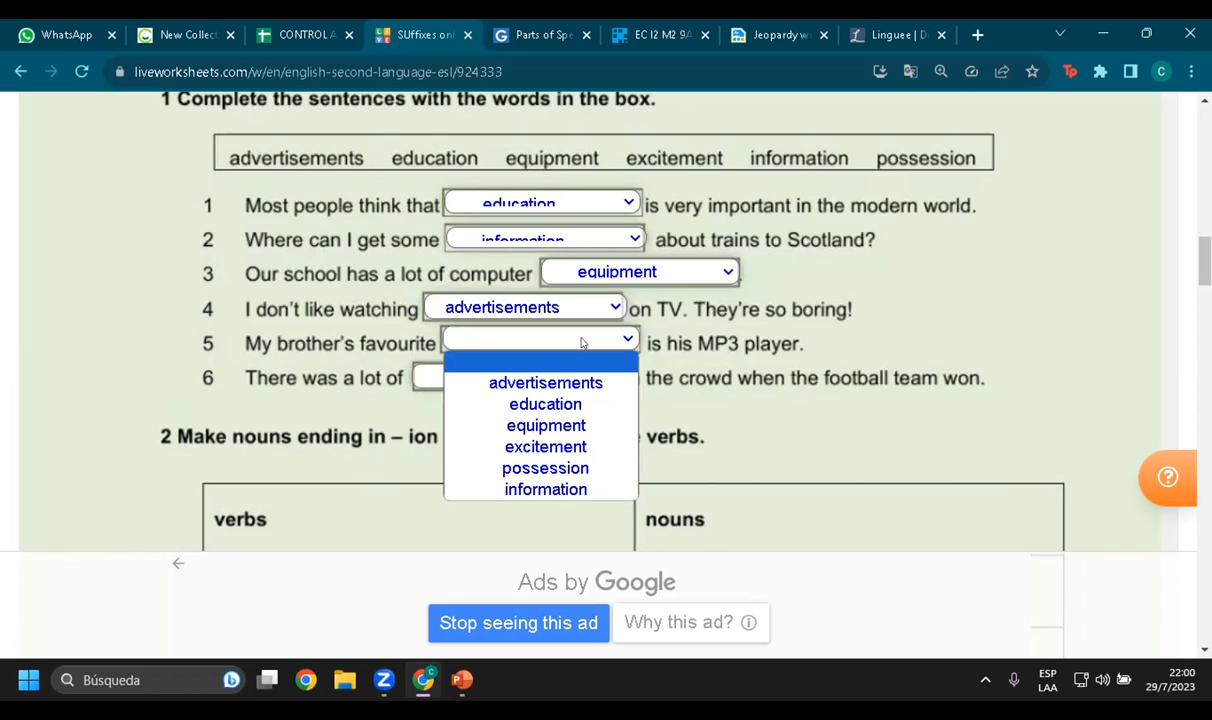 WhatsApp
New Collec
CONTROL A
SUffixes onl
Parts of Spe
EC I2 M2 9A
Jeopardy w
Linguee | D
liveworksheets.com/w/en/english-second-language-esl/924333
1 Complete the sentences with the words in the box.
advertisements education equipment excitement information possession
1 Most people think that education is very important in the modern world.
2 Where can I get some information about trains to Scotland?
3 Our school has a lot of computer equipment .
4 I don't like watching advertisements on TV. They're so boring!
5 My brother's favourite is his MP3 player.
advertisements
6 There was a lot of the crowd when the football team won.
education
equipment
2 Make nouns ending in – ion verbs.
excitement
possession
information
verbs nouns
Ads by Google
Stop seeing this ad Why this ad?
Búsqueda
ESP
LAA
22:00
29/7/2023